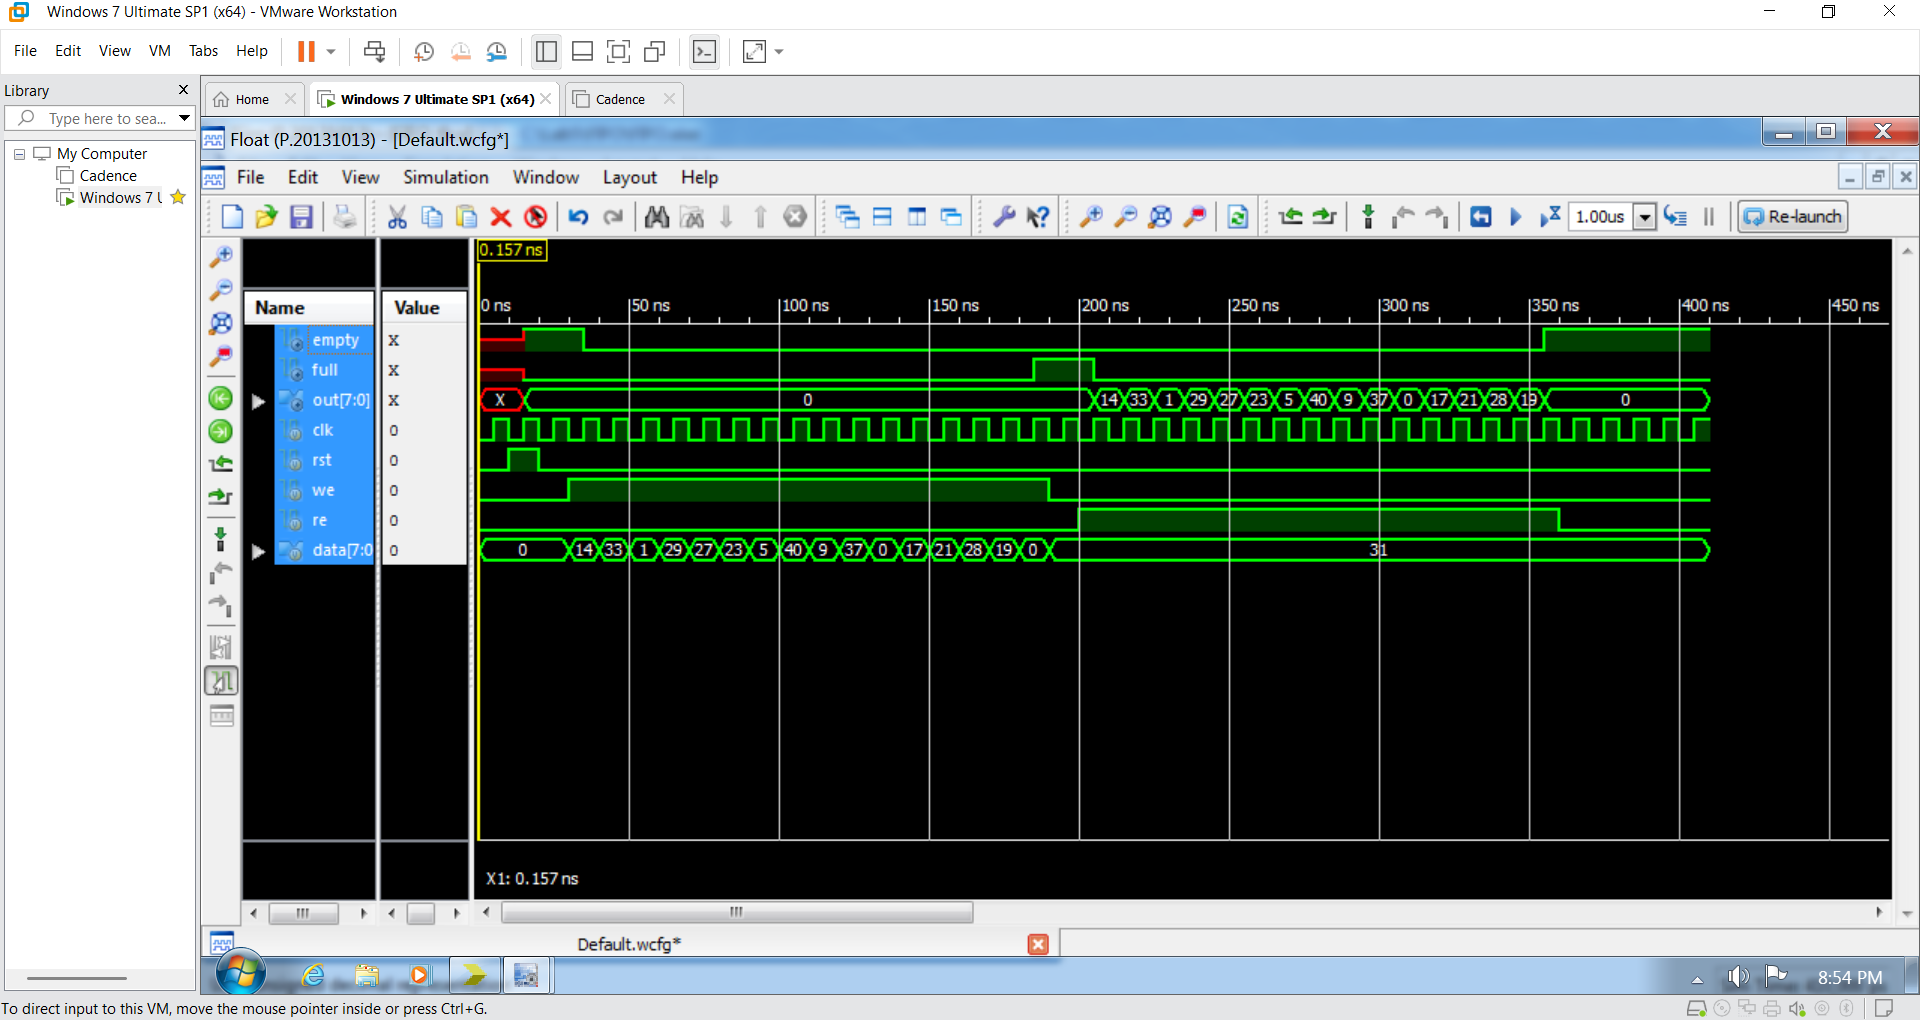 Windows 7 Ultimate SP1 (x64) - VMware Workstation
File Edit View VM Tabs Help
Library X
Type here to sea...
My Computer
Cadence
Windows 7 U
Home
Windows 7 Ultimate SP1 (x64)
Cadence
Float (P.20131013) - [Default.wcfg*]
File Edit View Simulation Window Layout Help
1.00us
Re-launch
0.157 ns
Name Value
0 ns 50 ns 100 ns 150 ns 200 ns 250 ns 300 ns 350 ns 400 ns 450 ns
empty X
full X
out[7:0] X X 0 14 33 1 29 27 23 5 40 9 37 0 17 21 28 19 0
clk 0
rst 0
we 0
re 0
data[7:0 0 0 14 33 1 29 27 23 5 40 9 37 0 17 21 28 19 0 31
X1: 0.157 ns
Default.wcfg*
8:54 PM
To direct input to this VM, move the mouse pointer inside or press Ctrl+G.